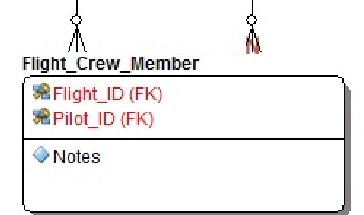 N
Flight_Crew_Member
Flight_ID (FK)
Pilot_ID (FK)
Notes